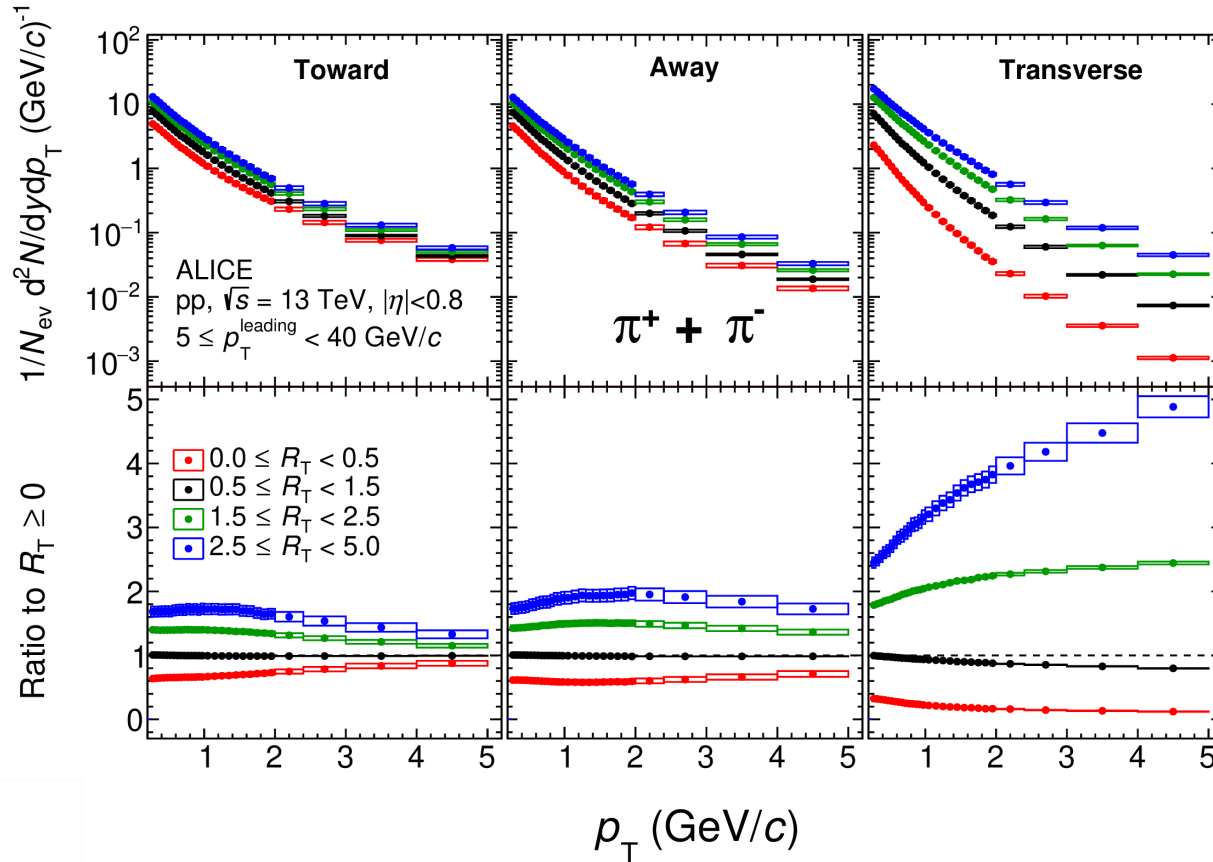 1/N_ev d²N/dydp_T (GeV/c)⁻¹
10²
10
1
10⁻¹
10⁻²
10⁻³
Toward
Away
Transverse
ALICE
pp, √s = 13 TeV, |η|<0.8
5 ≤ p_T^leading < 40 GeV/c
π⁺ + π⁻
Ratio to R_T ≥ 0
5
4
3
2
1
0
0.0 ≤ R_T < 0.5
0.5 ≤ R_T < 1.5
1.5 ≤ R_T < 2.5
2.5 ≤ R_T < 5.0
1 2 3 4 5 1 2 3 4 5 1 2 3 4 5
p_T (GeV/c)